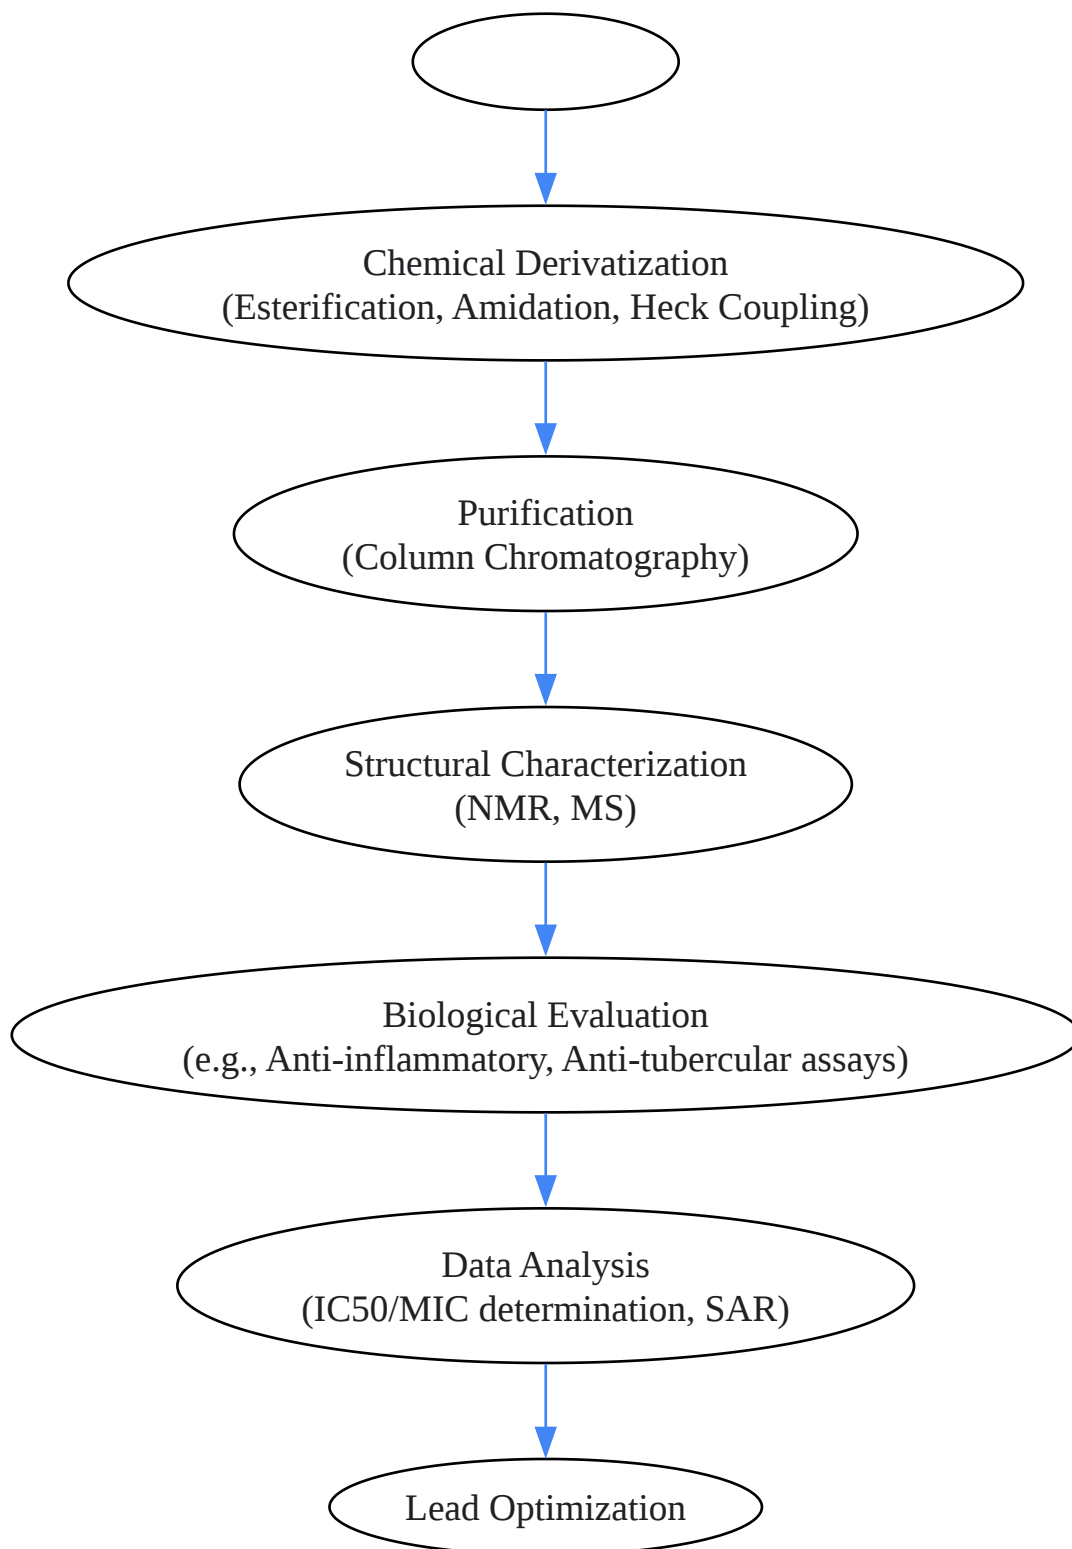 Chemical Derivatization
(Esterification, Amidation, Heck Coupling)
Purification
(Column Chromatography)
Structural Characterization
(NMR, MS)
Biological Evaluation
(e.g., Anti-inflammatory, Anti-tubercular assays)
Data Analysis
(IC50/MIC determination, SAR)
Lead Optimization